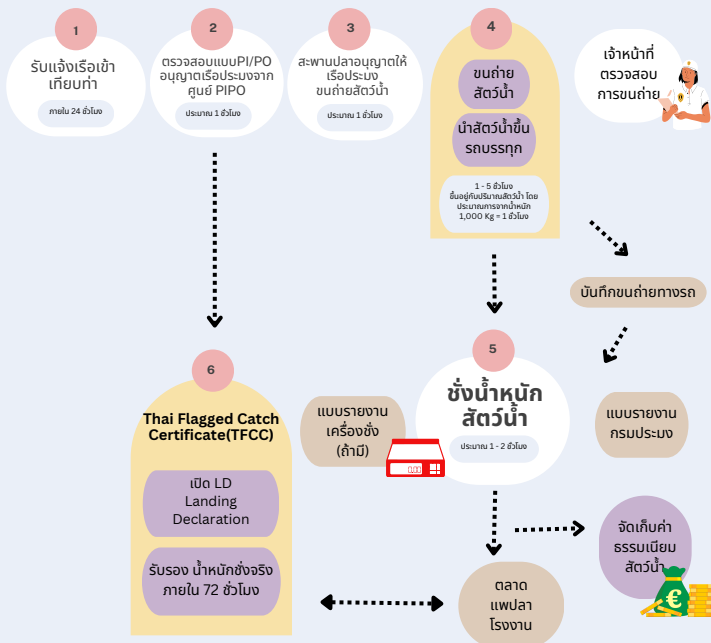 1
รับแจ้งเรือเข้า
เทียบท่า
ภายใน 24 ชั่วโมง
2
ตรวจสอบแบบPI/PO
อนุญาตเรือประมงจาก
ศูนย์ PIPO
ประมาณ 1 ชั่วโมง
3
สะพานปลาอนุญาตให้
เรือประมง
ขนถ่ายสัตว์น้ำ
ประมาณ 1 ชั่วโมง
4
ขนถ่าย
สัตว์น้ำ
นำสัตว์น้ำขึ้น
รถบรรทุก
1 - 5 ชั่วโมง
ขึ้นอยู่กับปริมาณสัตว์น้ำ โดย
ประมาณการจากน้ำหนัก
1,000 Kg = 1 ชั่วโมง
เจ้าหน้าที่
ตรวจสอบ
การขนถ่าย
บันทึกขนถ่ายทางรถ
แบบรายงาน
กรมประมง
5
ชั่งน้ำหนัก
สัตว์น้ำ
ประมาณ 1 - 2 ชั่วโมง
แบบรายงาน
เครื่องชั่ง
(ถ้ามี)
0.00
จัดเก็บค่า
ธรรมเนียม
สัตว์น้ำ
€
ตลาด
แพปลา
โรงงาน
6
Thai Flagged Catch
Certificate(TFCC)
เปิด LD
Landing
Declaration
รับรอง น้ำหนักชั่งจริง
ภายใน 72 ชั่วโมง